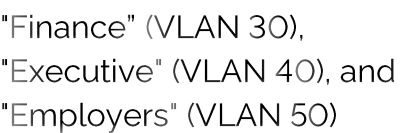 "Finance” (VLAN 30),
"Executive" (VLAN 40), and
"Employers" (VLAN 50)